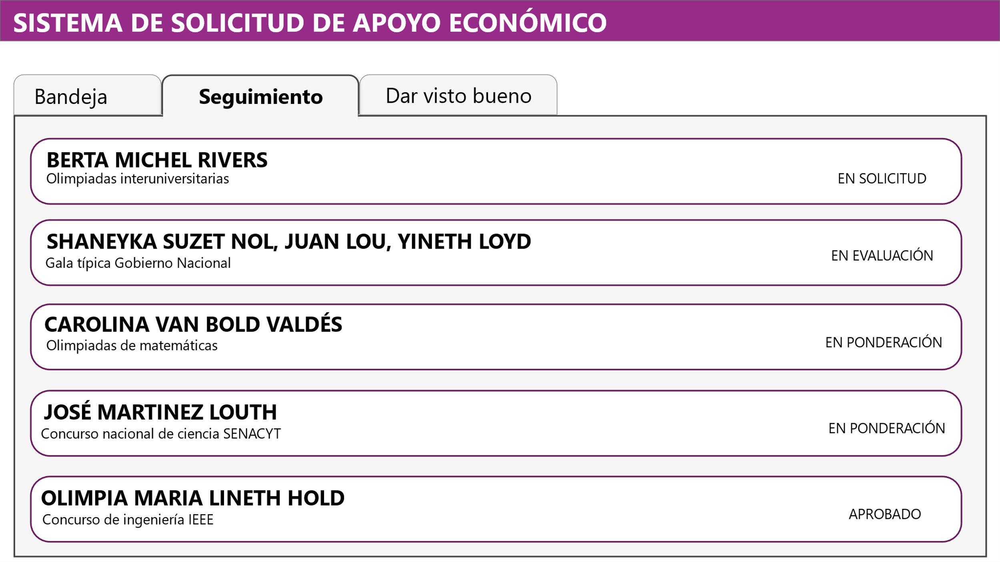 SISTEMA DE SOLICITUD DE APOYO ECONÓMICO
Bandeja
Seguimiento
Dar visto bueno
BERTA MICHEL RIVERS
Olimpiadas interuniversitarias
EN SOLICITUD
SHANEYKA SUZET NOL, JUAN LOU, YINETH LOYD
Gala típica Gobierno Nacional
EN EVALUACIÓN
CAROLINA VAN BOLD VALDÉS
Olimpiadas de matemáticas
EN PONDERACIÓN
JOSÉ MARTINEZ LOUTH
Concurso nacional de ciencia SENACYT
EN PONDERACIÓN
OLIMPIA MARIA LINETH HOLD
Concurso de ingeniería IEEE
APROBADO